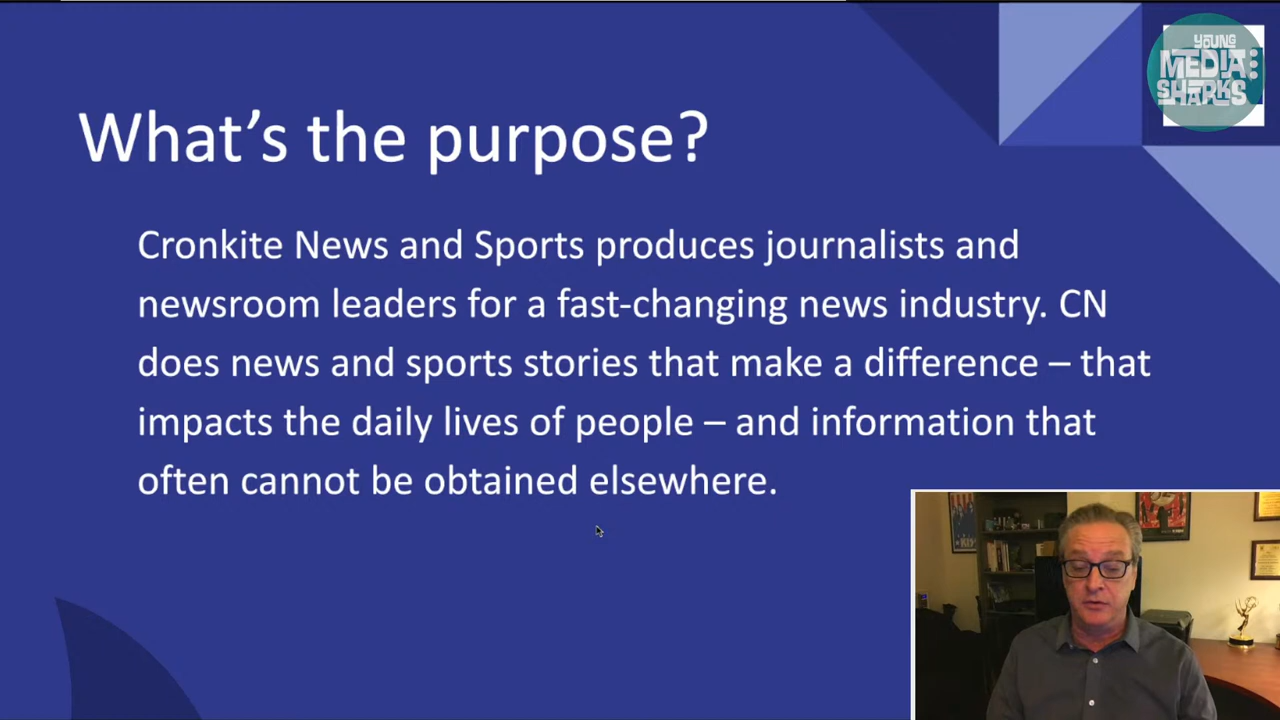 YOUNG
MEDIA
SHARKS
What's the purpose?
Cronkite News and Sports produces journalists and
newsroom leaders for a fast-changing news industry. CN
does news and sports stories that make a difference – that
impacts the daily lives of people – and information that
often cannot be obtained elsewhere.